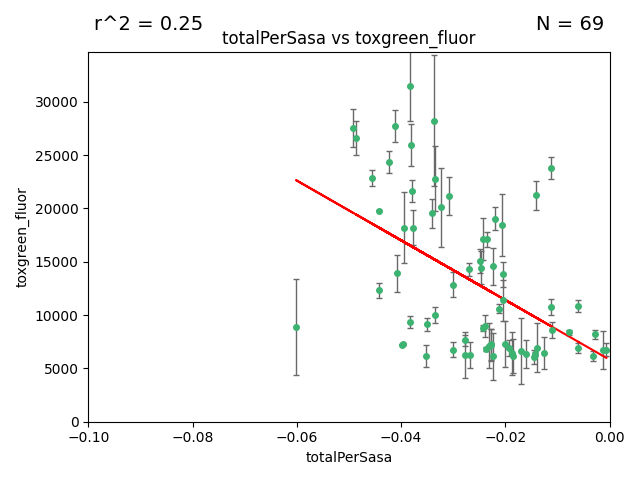 r^2 = 0.25
N = 69
totalPerSasa vs toxgreen_fluor
toxgreen_fluor
30000
25000
20000
15000
10000
5000
0
−0.10
−0.08
−0.06
−0.04
−0.02
0.00
totalPerSasa